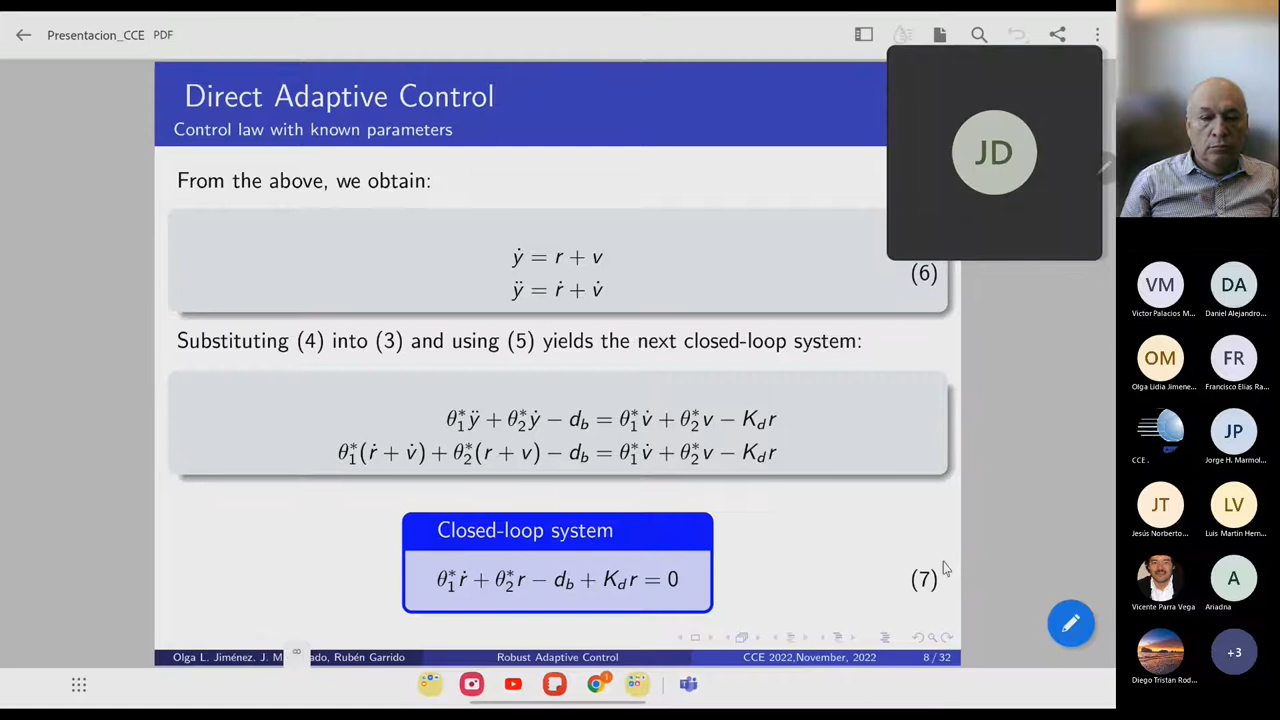 Presentacion_CCE PDF
Direct Adaptive Control
Control law with known parameters
From the above, we obtain:
ẏ = r + v
ÿ = ṙ + v̇
(6)
Substituting (4) into (3) and using (5) yields the next closed-loop system:
θ₁*ÿ + θ₂*ẏ − d_b = θ₁*v̇ + θ₂*v − K_d r
θ₁*(ṙ + v̇) + θ₂*(r + v) − d_b = θ₁*v̇ + θ₂*v − K_d r
Closed-loop system
θ₁*ṙ + θ₂*r − d_b + K_d r = 0
(7)
Olga L. Jiménez. J. M ado, Rubén Garrido Robust Adaptive Control CCE 2022,November, 2022 8 / 32
JD
VM DA
Victor Palacios M... Daniel Alejandro...
OM FR
Olga Lidia Jimene... Francisco Elias Ra...
JP
CCE . Jorge H. Marmol...
JT LV
Jesús Norberto... Luis Martin Hern...
A
Vicente Parra Vega Ariadna
+3
Diego Tristan Rod...